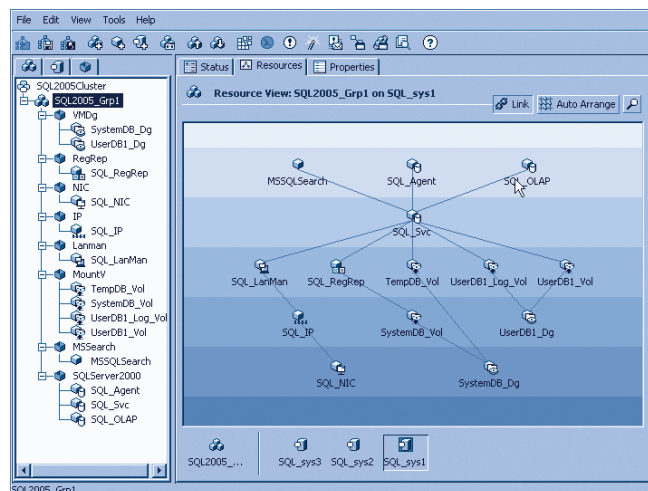 File Edit View Tools Help
Status Resources Properties
SQL2005Cluster
SQL2005_Grp1
VMDg
SystemDB_Dg
UserDB1_Dg
RegRep
SQL_RegRep
NIC
SQL_NIC
IP
SQL_IP
Lanman
SQL_LanMan
MountV
TempDB_Vol
SystemDB_Vol
UserDB1_Log_Vol
UserDB1_Vol
MSSearch
MSSQLSearch
SQLServer2000
SQL_Agent
SQL_Svc
SQL_OLAP
Resource View: SQL2005_Grp1 on SQL_sys1
Link Auto Arrange
MSSQLSearch SQL_Agent SQL_OLAP
SQL_Svc
SQL_LanMan SQL_RegRep TempDB_Vol UserDB1_Log_Vol UserDB1_Vol
SQL_IP SystemDB_Vol UserDB1_Dg
SQL_NIC SystemDB_Dg
SQL2005_... SQL_sys3 SQL_sys2 SQL_sys1
SQL2005_Grp1